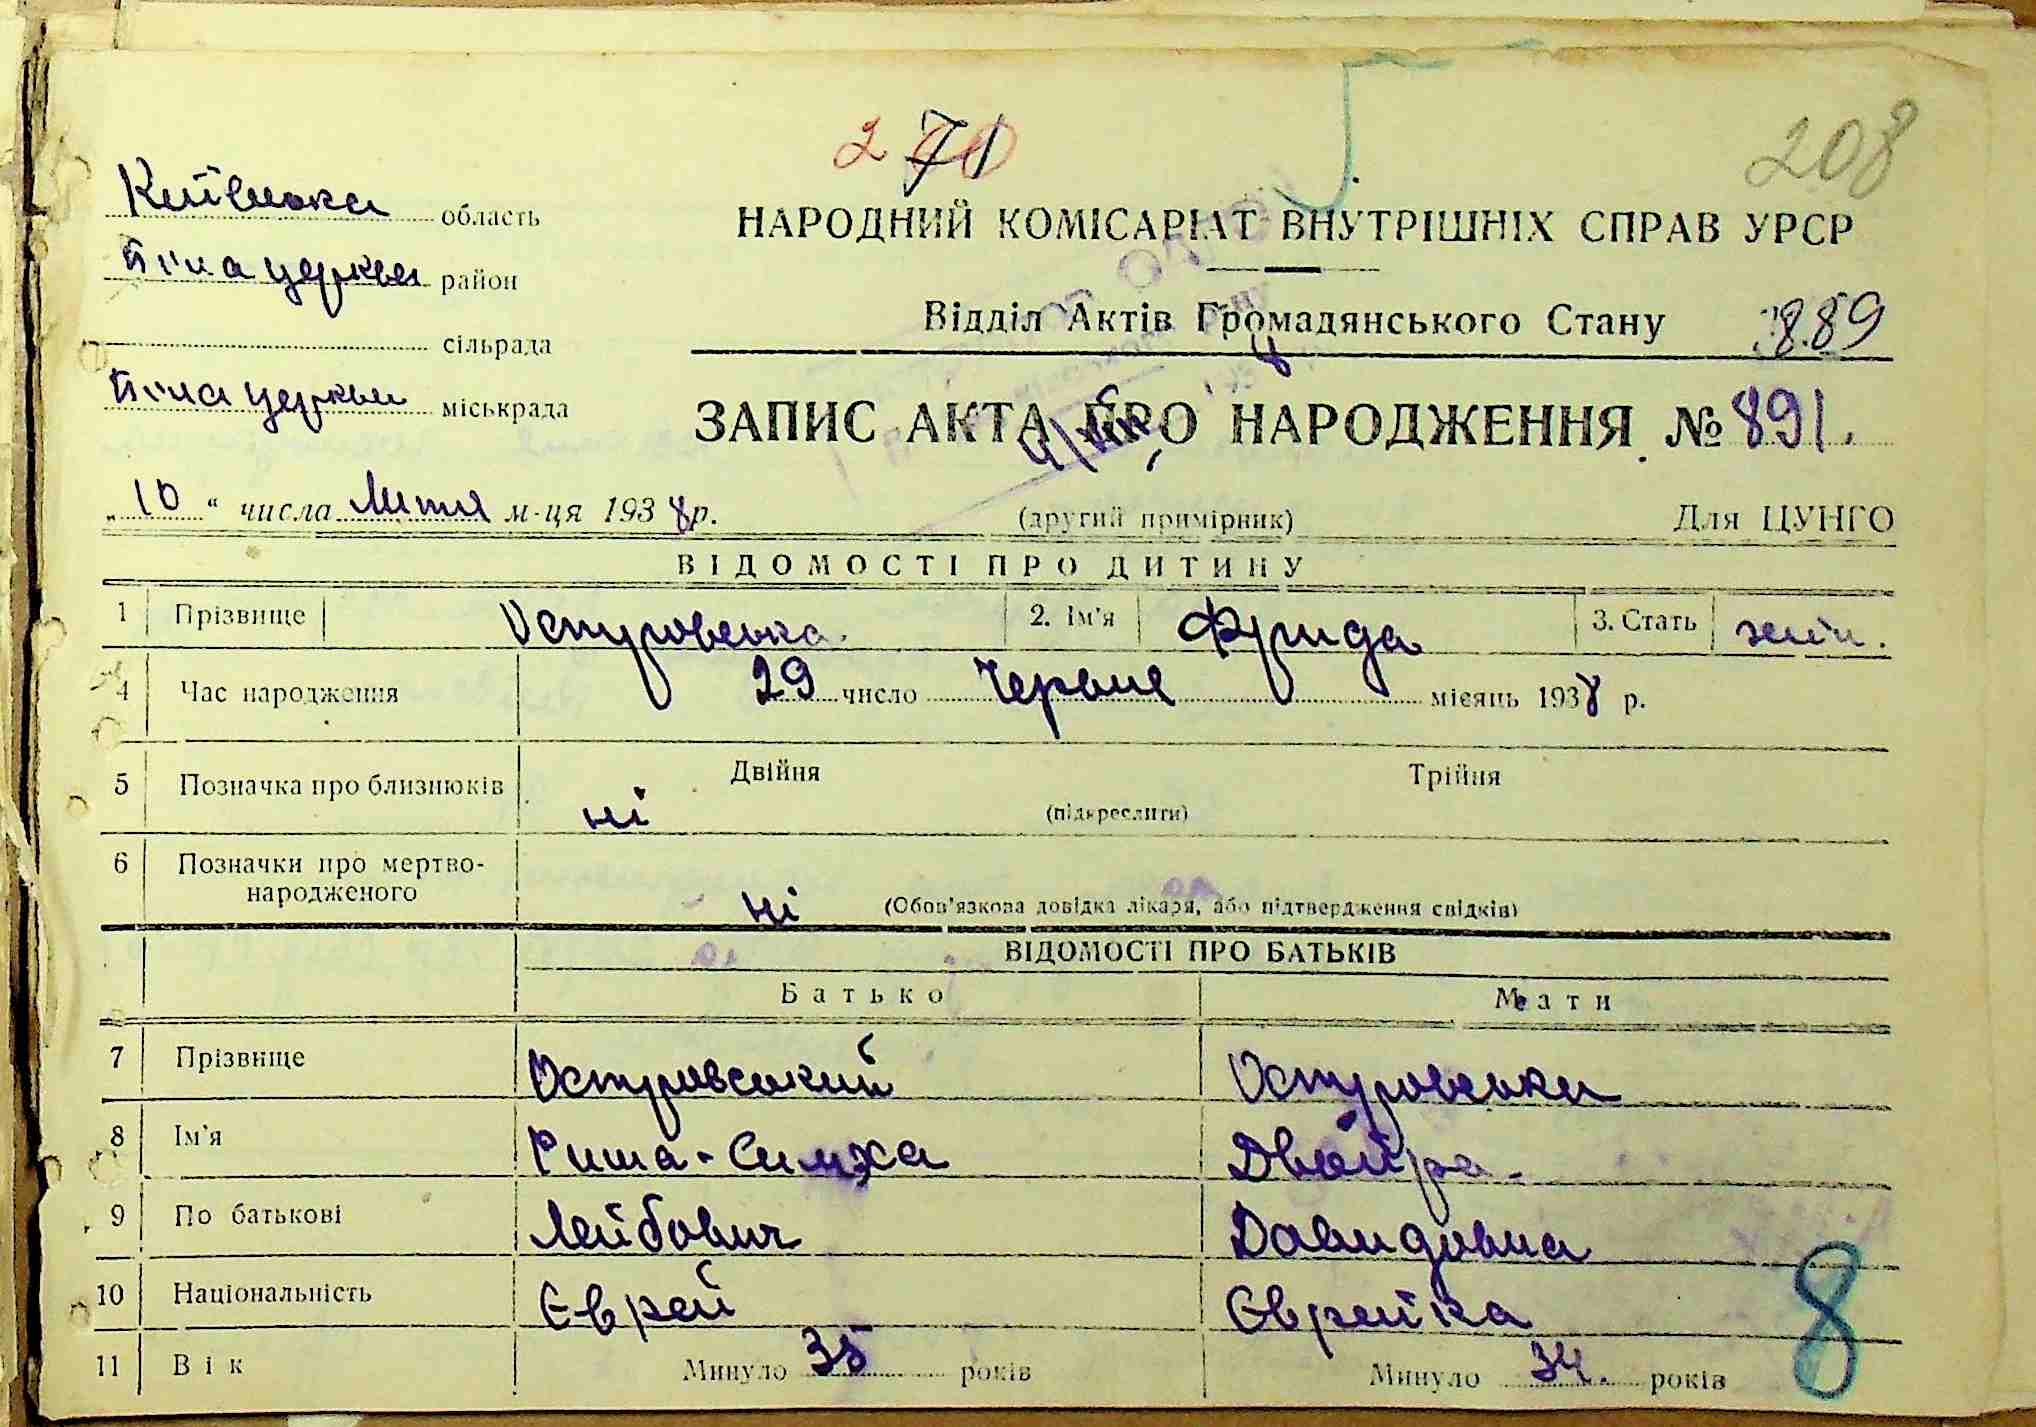 208
Київська область
Біла церква район
сільрада
Біла церква міськрада
НАРОДНИЙ КОМІСАРІАТ ВНУТРІШНІХ СПРАВ УРСР
Відділ Актів Громадянського Стану 889
ЗАПИС АКТА ПРО НАРОДЖЕННЯ № 891.
„10“ числа Липня м-ця 1938 р.
(другий примірник)
Для ЦУНГО
ВІДОМОСТІ ПРО ДИТИНУ
1 Прізвище Островська 2. Ім'я Фрида 3. Стать жін.
4 Час народження 29 число Червня місяць 1938 р.
5 Позначка про близнюків Двійня Трійня
ні (підкреслити)
6 Позначки про мертво-
народженого ні (Обов'язкова довідка лікаря, або підтвердження свідків)
ВІДОМОСТІ ПРО БАТЬКІВ
Батько Мати
7 Прізвище Островський Островська
8 Ім'я Симха Двойра
9 По батькові Лейбович Давидовна
10 Національність Єврей Єврейка
11 Вік Минуло 35 років Минуло 34. років
8